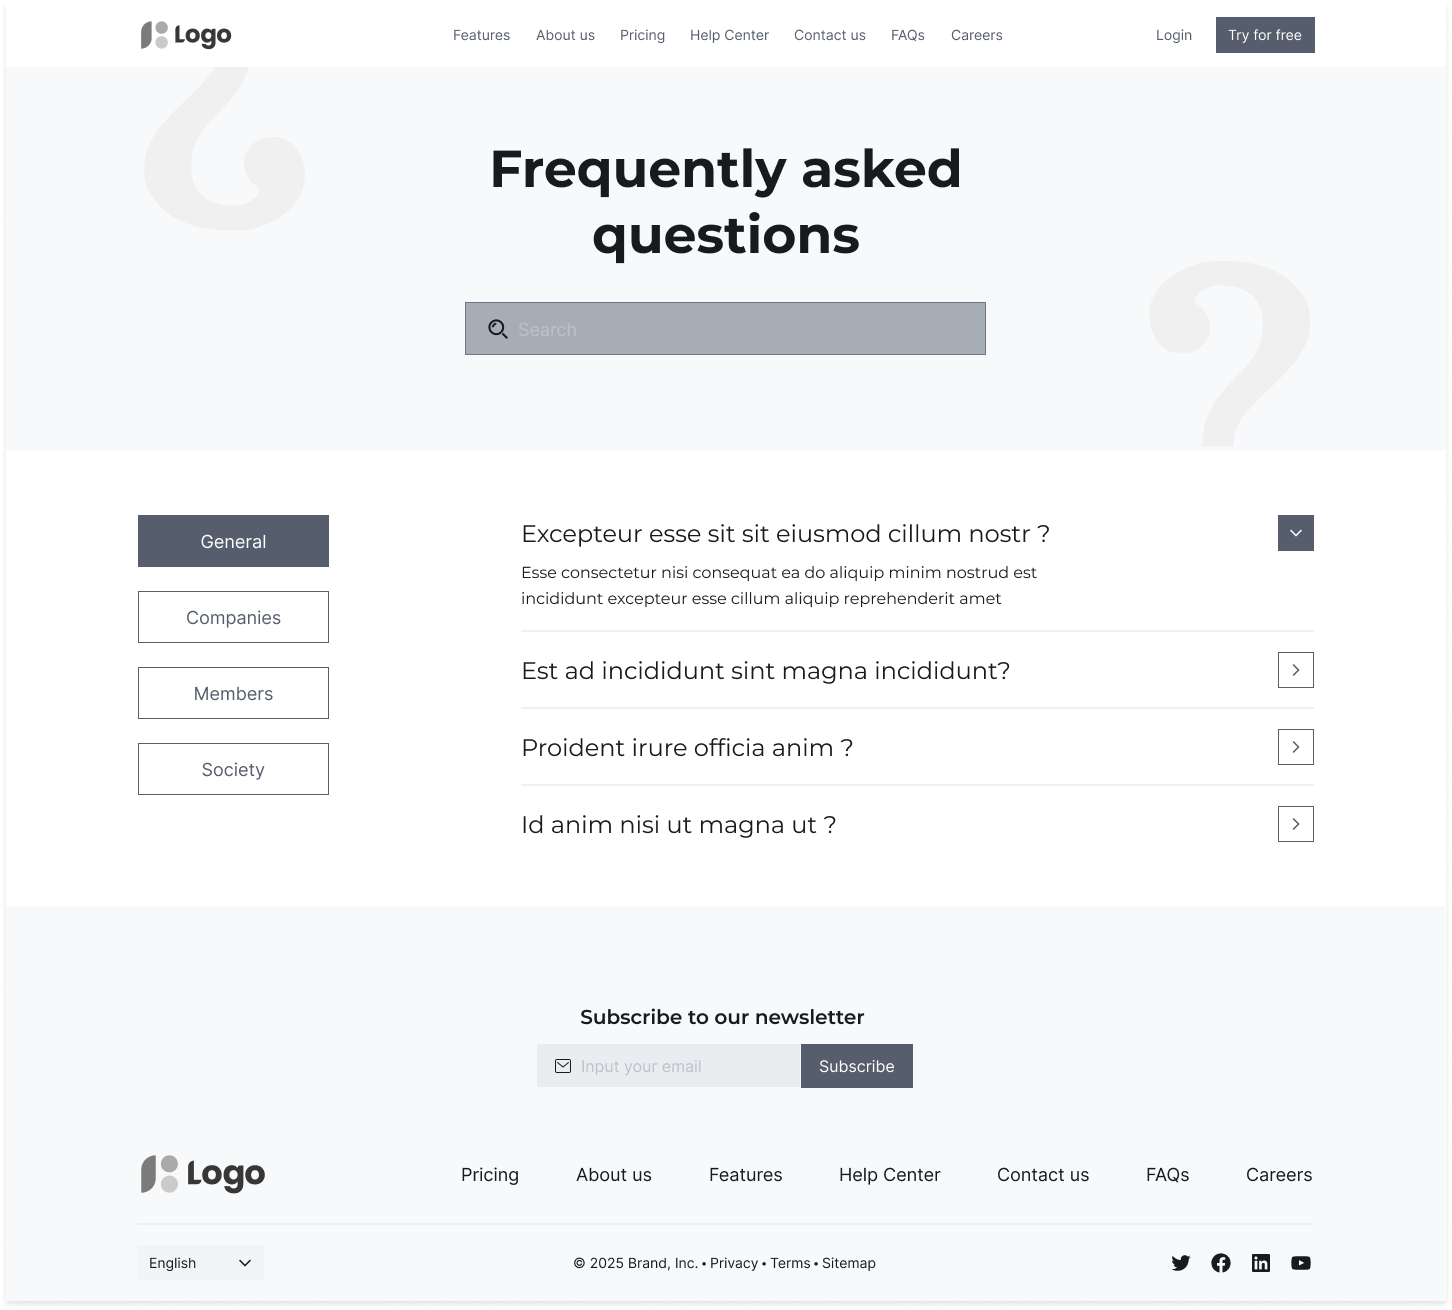 Logo
Features About us Pricing Help Center Contact us FAQs Careers
Login
Try for free
¿
Frequently asked
questions
?
Search
General
Companies
Members
Society
Excepteur esse sit sit eiusmod cillum nostr ?
Esse consectetur nisi consequat ea do aliquip minim nostrud est
incididunt excepteur esse cillum aliquip reprehenderit amet
Est ad incididunt sint magna incididunt?
Proident irure officia anim ?
Id anim nisi ut magna ut ?
Subscribe to our newsletter
Input your email
Subscribe
Logo
Pricing About us Features Help Center Contact us FAQs Careers
English
© 2025 Brand, Inc. • Privacy • Terms • Sitemap